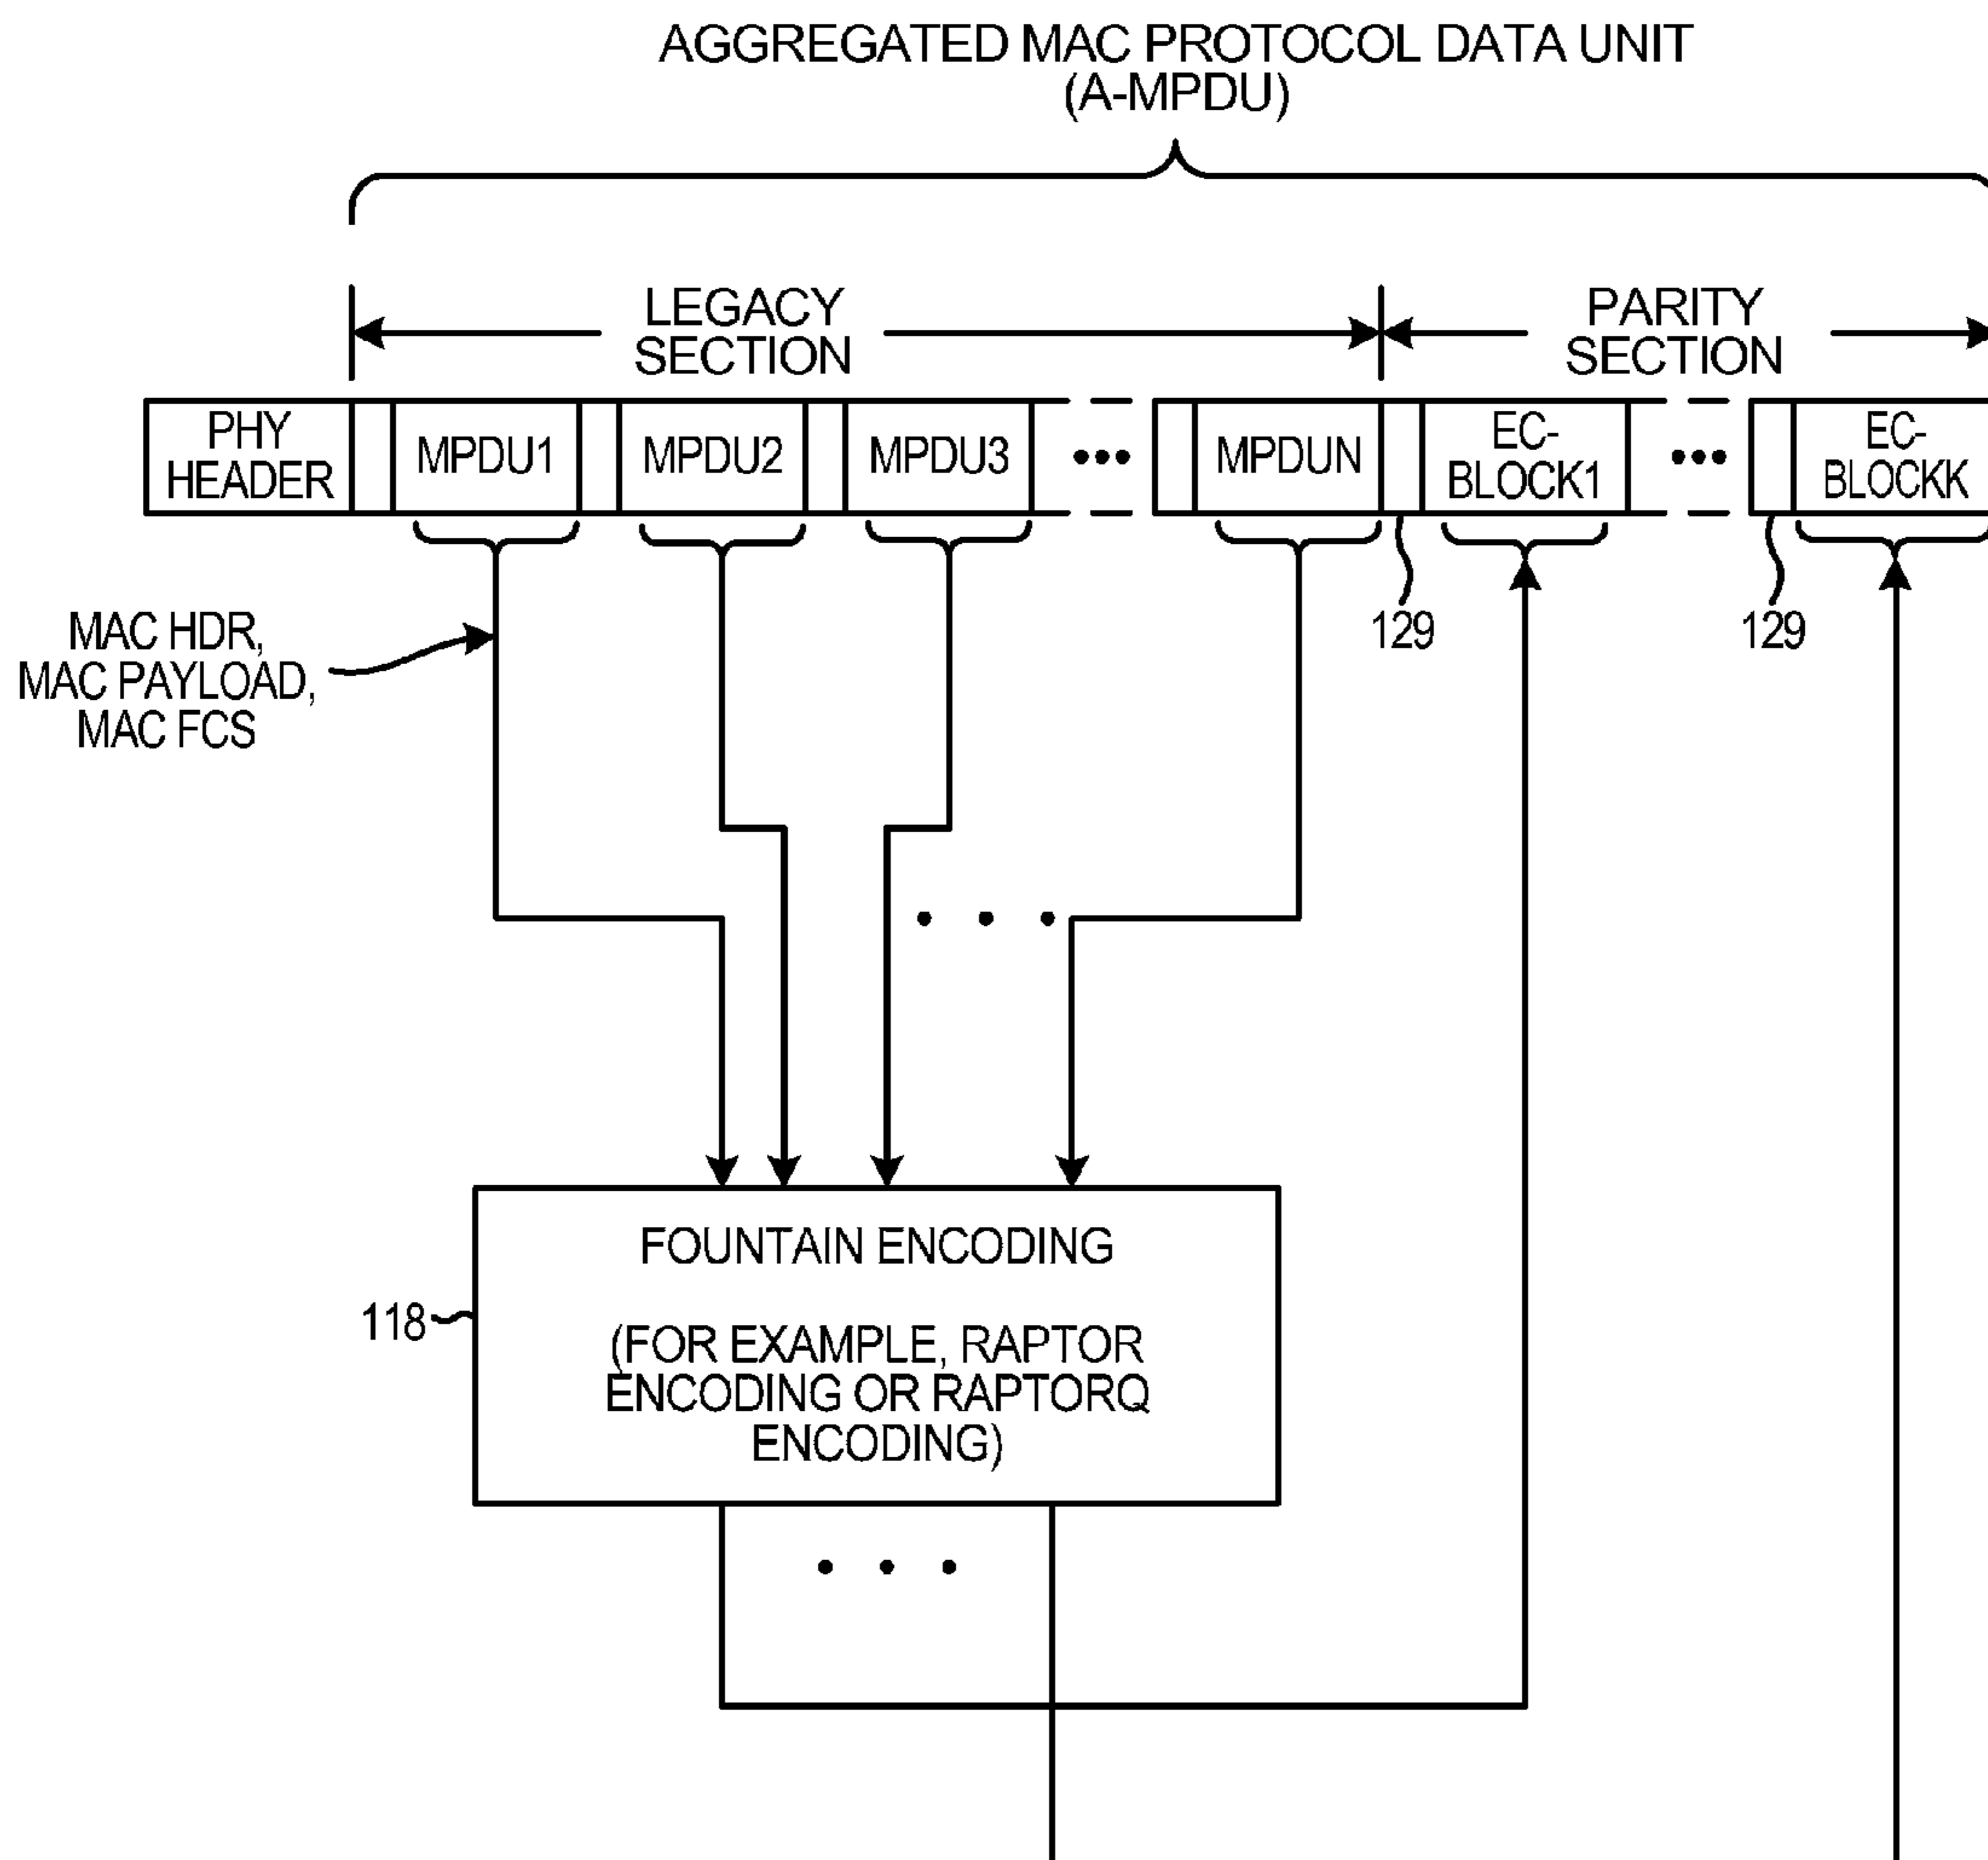 AGGREGATED MAC PROTOCOL DATA UNIT
(A-MPDU)
LEGACY
SECTION
PARITY
SECTION
PHY
HEADER
MPDU1
MPDU2
MPDU3
•••
MPDUN
EC-
BLOCK1
•••
EC-
BLOCKK
129
129
MAC HDR,
MAC PAYLOAD,
MAC FCS
• • •
FOUNTAIN ENCODING
118
(FOR EXAMPLE, RAPTOR
ENCODING OR RAPTORQ
ENCODING)
• • •